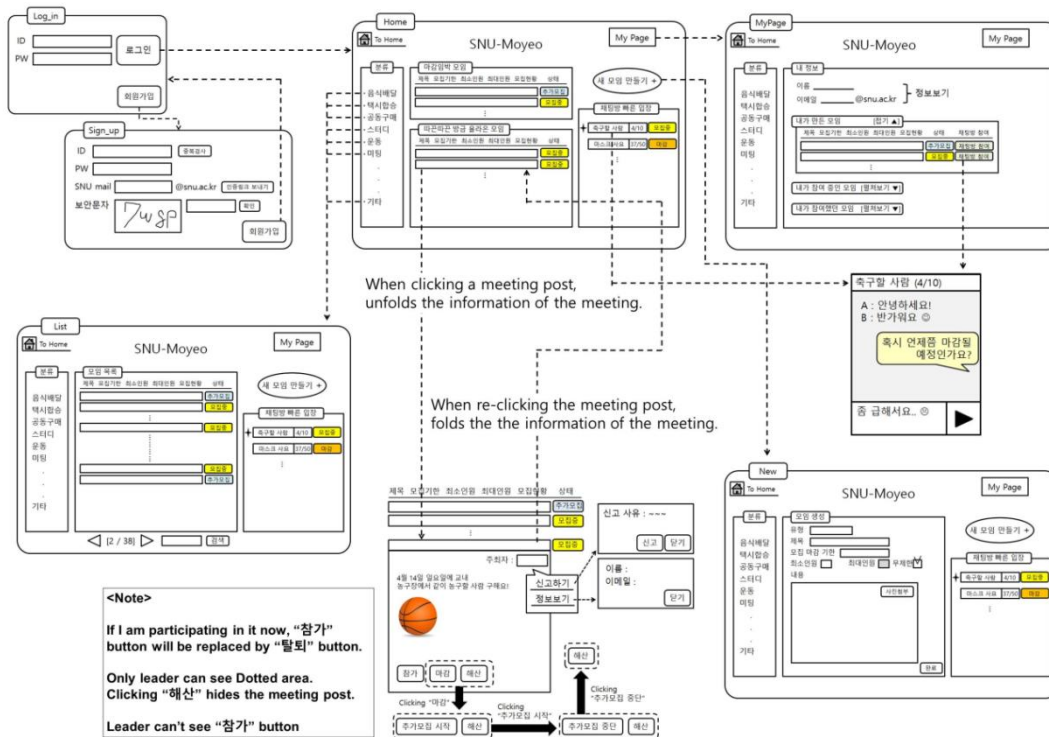 Log_in
ID
PW
로그인
회원가입
Sign_up
ID
중복검사
PW
SNU mail
@snu.ac.kr
인증링크 보내기
보안문자
7wsp
확인
회원가입
Home
To Home
SNU-Moyeo
My Page
분류
음식배달
택시합승
공동구매
스터디
운동
미팅
.
.
.
기타
마감임박 모임
제목 모집기한 최소인원 최대인원 모집현황 상태
추가모집
모집중
따끈따끈 방금 올라온 모임
제목 모집기한 최소인원 최대인원 모집현황 상태
모집중
모집중
새 모임 만들기 +
채팅방 빠른 입장
축구할 사람 4/10 모집중
마스크 사요 37/50 마감
MyPage
To Home
SNU-Moyeo
내 정보
이름
이메일 @snu.ac.kr
정보보기
내가 만든 모임 [접기 ▲]
제목 모집기한 최소인원 최대인원 모집현황 상태 채팅방 참여
추가모집 채팅방 참여
모집중 채팅방 참여
내가 참여 중인 모임 [펼쳐보기 ▼]
내가 참여했던 모임 [펼쳐보기 ▼]
When clicking a meeting post,
unfolds the information of the meeting.
축구할 사람 (4/10)
A : 안녕하세요!
B : 반가워요 ☺
혹시 언제쯤 마감될
예정인가요?
좀 급해서요.. ☹
List
To Home
SNU-Moyeo
My Page
분류
음식배달
택시합승
공동구매
스터디
운동
미팅
.
.
.
기타
모임 목록
제목 모집기한 최소인원 최대인원 모집현황 상태
추가모집
모집중
모집중
모집중
추가모집
[2 / 38]
검색
새 모임 만들기 +
채팅방 빠른 입장
축구할 사람 4/10 모집중
마스크 사요 37/50 마감
When re-clicking the meeting post,
folds the the information of the meeting.
제목 모집기한 최소인원 최대인원 모집현황 상태
추가모집
모집중
모집중
주최자 :
신고하기
정보보기
4월 14일 일요일에 교내
농구장에서 같이 농구할 사람 구해요!
참가
마감
해산
신고 사유 : ~~~
신고
닫기
이름 :
이메일 :
닫기
Clicking "마감"
추가모집 시작
해산
Clicking
"추가모집 시작"
추가모집 중단
해산
Clicking
"추가모집 중단"
해산
New
To Home
SNU-Moyeo
My Page
분류
음식배달
택시합승
공동구매
스터디
운동
미팅
.
.
.
기타
모임 생성
유형
제목
모집 마감 기한
최소인원 최대인원 무제한
내용
사진첨부
완료
새 모임 만들기 +
채팅방 빠른 입장
축구할 사람 4/10 모집중
마스크 사요 37/50 마감
<Note>
If I am participating in it now, "참가"
button will be replaced by "탈퇴" button.
Only leader can see Dotted area.
Clicking "해산" hides the meeting post.
Leader can't see "참가" button